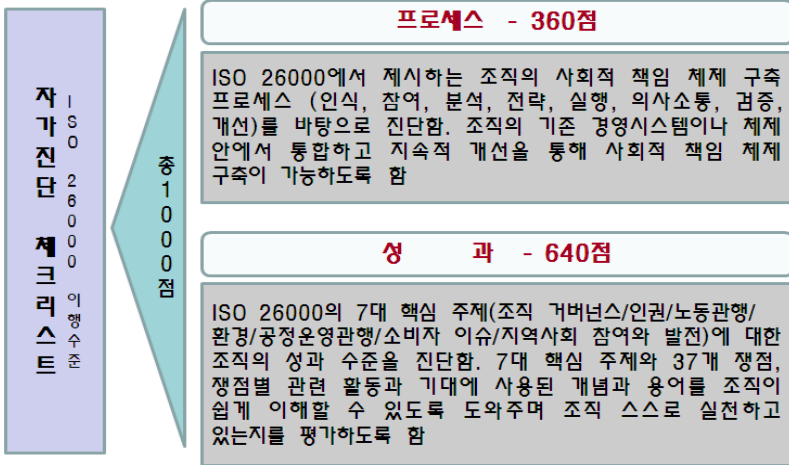 자가진단 체크리스트
ISO 26000 이행수준
총1000점
프로세스 - 360점
ISO 26000에서 제시하는 조직의 사회적 책임 체제 구축
프로세스 (인식, 참여, 분석, 전략, 실행, 의사소통, 검증,
개선)를 바탕으로 진단함. 조직의 기존 경영시스템이나 체제
안에서 통합하고 지속적 개선을 통해 사회적 책임 체제
구축이 가능하도록 함
성 과 - 640점
ISO 26000의 7대 핵심 주제(조직 거버넌스/인권/노동관행/
환경/공정운영관행/소비자 이슈/지역사회 참여와 발전)에 대한
조직의 성과 수준을 진단함. 7대 핵심 주제와 37개 쟁점,
쟁점별 관련 활동과 기대에 사용된 개념과 용어를 조직이
쉽게 이해할 수 있도록 도와주며 조직 스스로 실천하고
있는지를 평가하도록 함